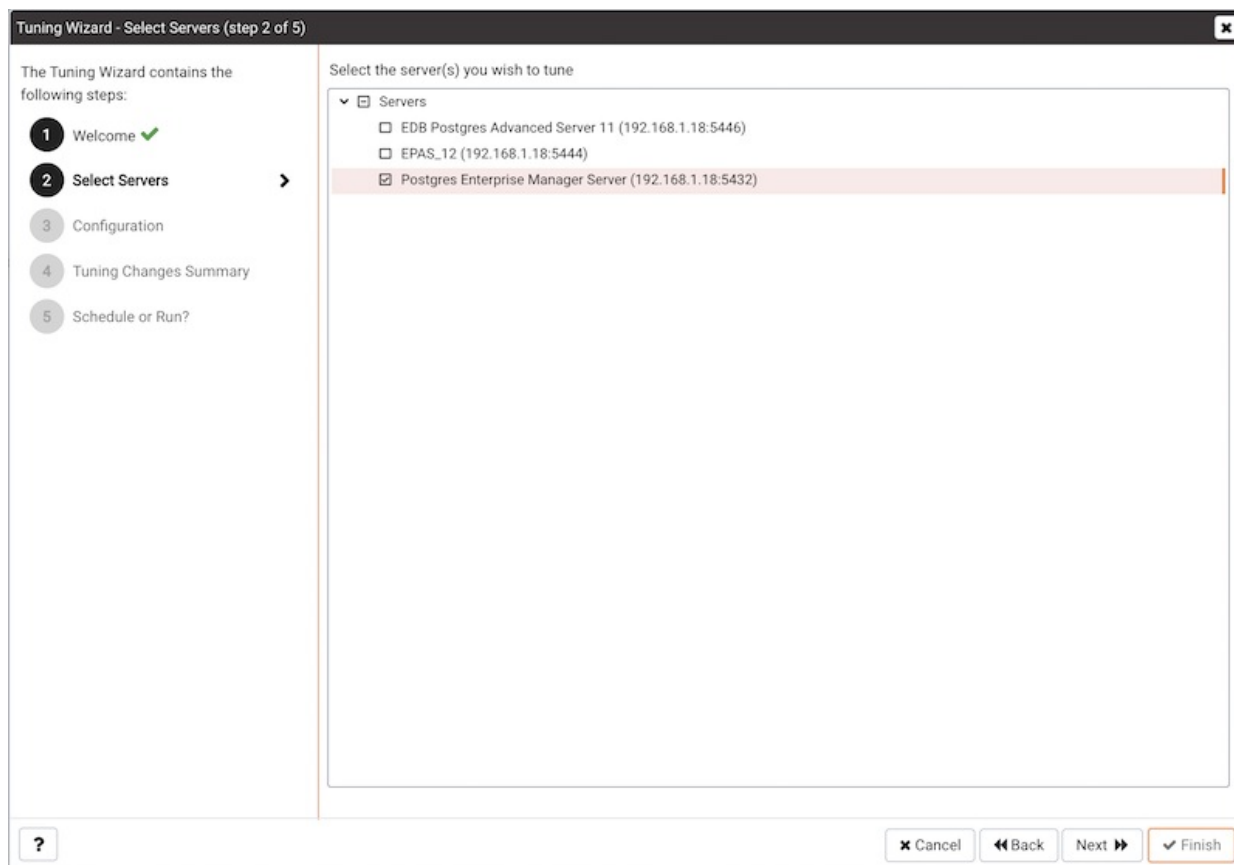 Tuning Wizard - Select Servers (step 2 of 5)
The Tuning Wizard contains the
following steps:
1 Welcome
2 Select Servers
3 Configuration
4 Tuning Changes Summary
5 Schedule or Run?
Select the server(s) you wish to tune
Servers
EDB Postgres Advanced Server 11 (192.168.1.18:5446)
EPAS_12 (192.168.1.18:5444)
Postgres Enterprise Manager Server (192.168.1.18:5432)
? Cancel Back Next Finish